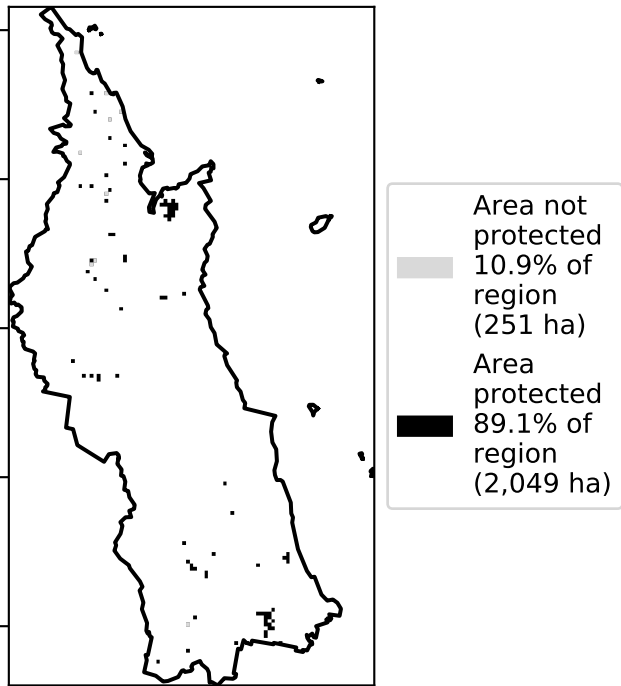 Area not
protected
10.9% of
region
(251 ha)
Area
protected
89.1% of
region
(2,049 ha)